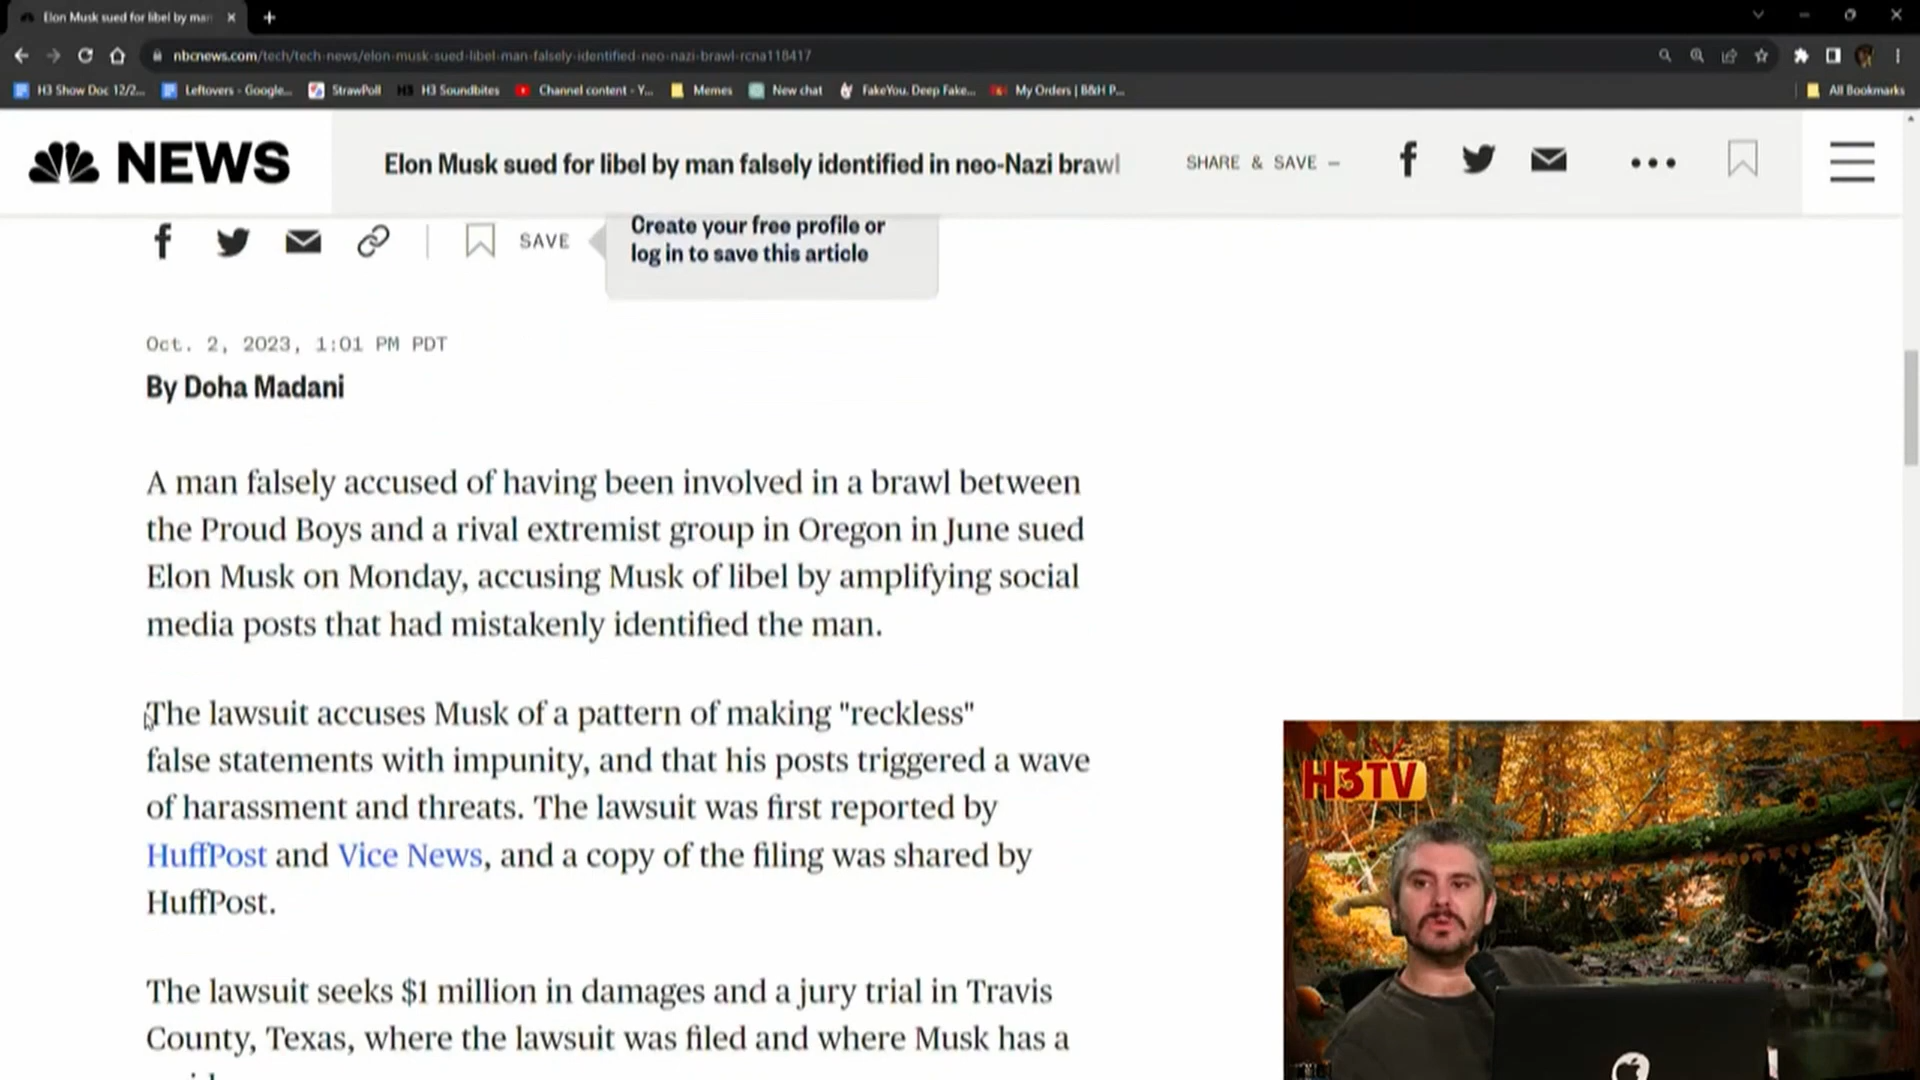 Elon Musk sued for libel by man
nbcnews.com/tech/tech-news/elon-musk-sued-libel-man-falsely-identified-neo-nazi-brawl-rcna118417
H3 Show Doc 12/2...
Leftovers - Google...
StrawPoll
H3 Soundbites
Channel content - Y...
Memes
New chat
FakeYou. Deep Fake...
My Orders | B&H P...
All Bookmarks
NEWS
Elon Musk sued for libel by man falsely identified in neo-Nazi brawl
SHARE & SAVE —
SAVE
Create your free profile or
log in to save this article
Oct. 2, 2023, 1:01 PM PDT
By Doha Madani
A man falsely accused of having been involved in a brawl between
the Proud Boys and a rival extremist group in Oregon in June sued
Elon Musk on Monday, accusing Musk of libel by amplifying social
media posts that had mistakenly identified the man.
The lawsuit accuses Musk of a pattern of making "reckless"
false statements with impunity, and that his posts triggered a wave
of harassment and threats. The lawsuit was first reported by
HuffPost and Vice News, and a copy of the filing was shared by
HuffPost.
The lawsuit seeks $1 million in damages and a jury trial in Travis
County, Texas, where the lawsuit was filed and where Musk has a
H3TV